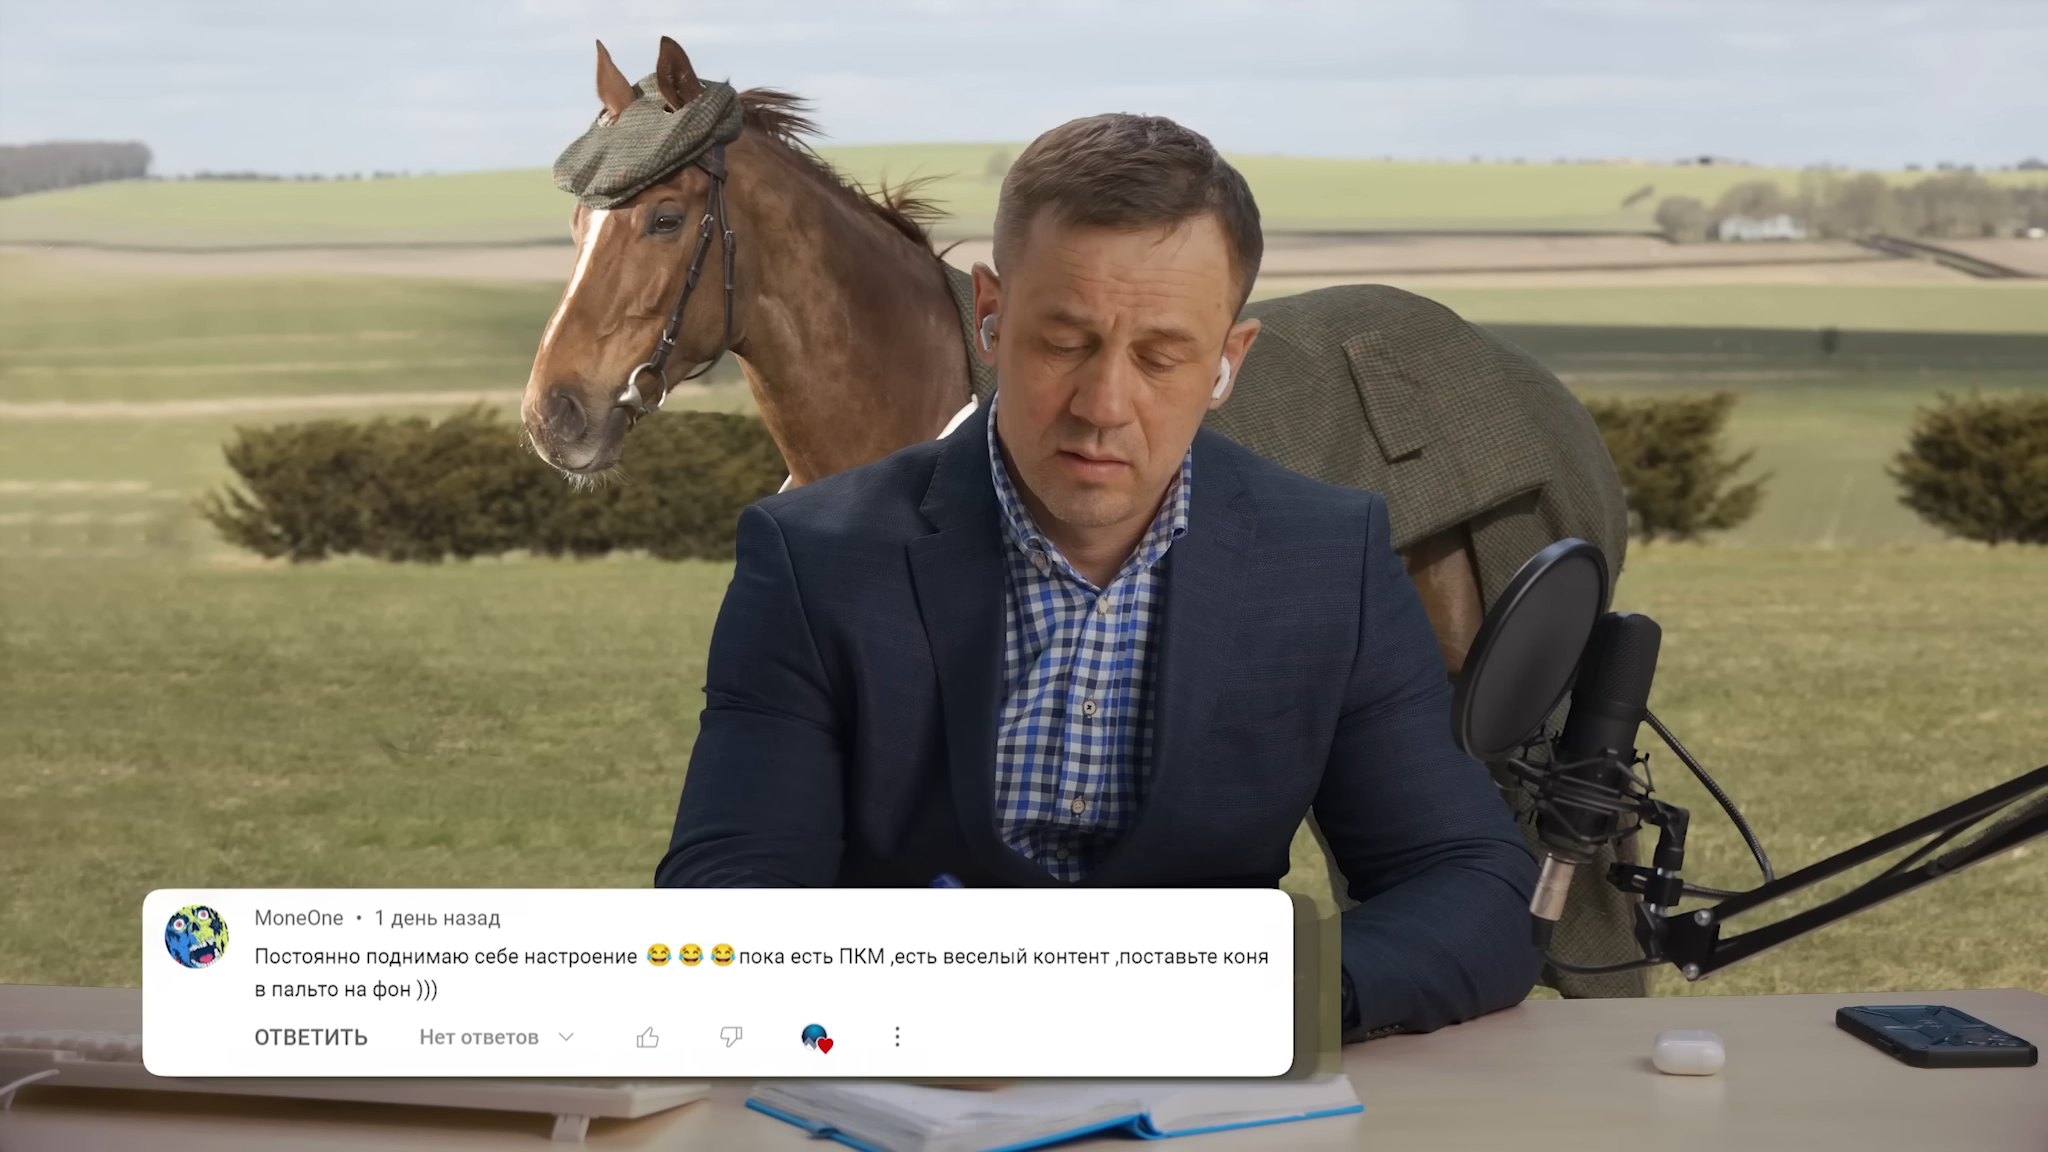 MoneOne • 1 день назад
Постоянно поднимаю себе настроение 😂 😂 😂пока есть ПКМ ,есть веселый контент ,поставьте коня
в пальто на фон )))
ОТВЕТИТЬ Нет ответов